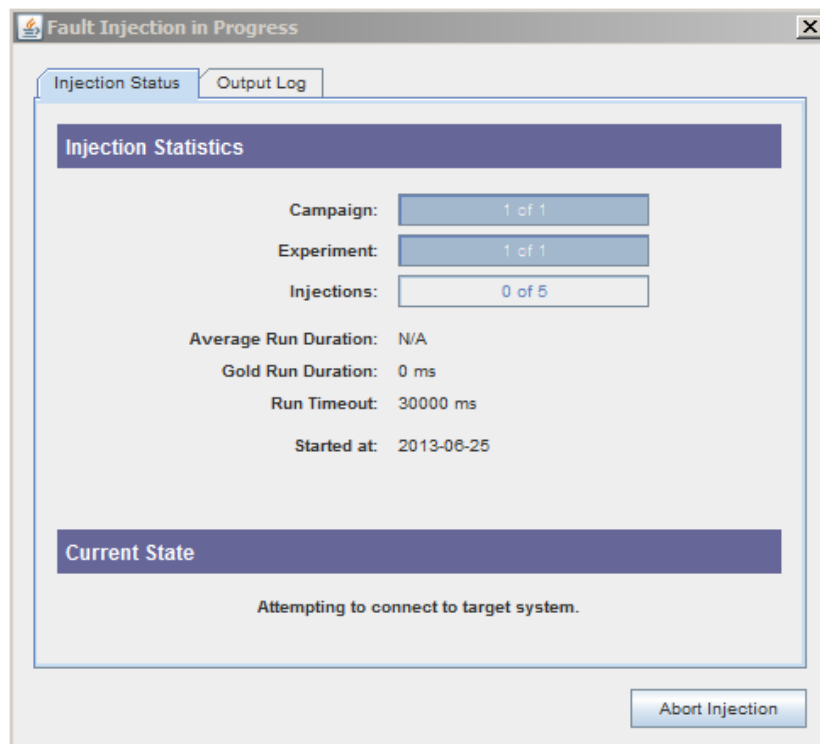 Fault Injection in Progress
Injection Status Output Log
Injection Statistics
Campaign: 1 of 1
Experiment: 1 of 1
Injections: 0 of 5
Average Run Duration: N/A
Gold Run Duration: 0 ms
Run Timeout: 30000 ms
Started at: 2013-06-25
Current State
Attempting to connect to target system.
Abort Injection